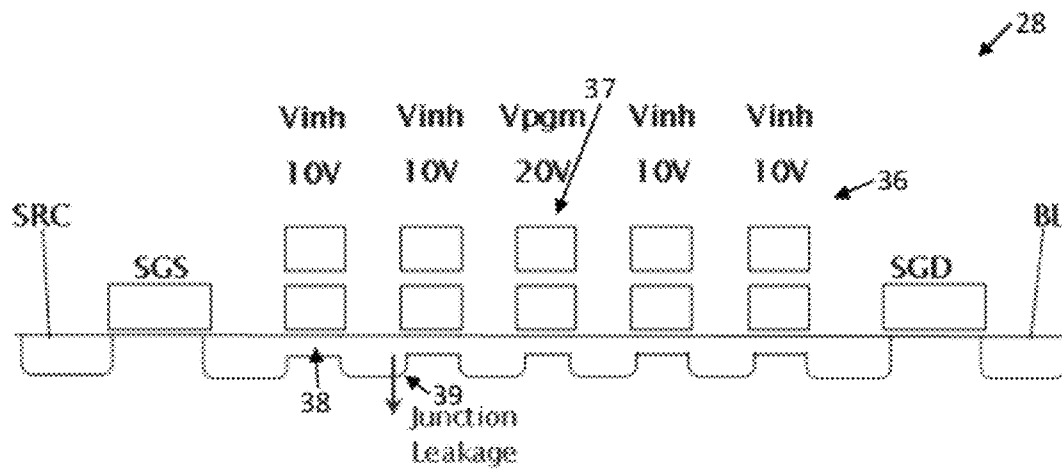 28
37
Vinh Vinh Vpgm Vinh Vinh
10V 10V 20V 10V 10V
36
SRC
BL
SGS
SGD
38
39
Junction
Leakage